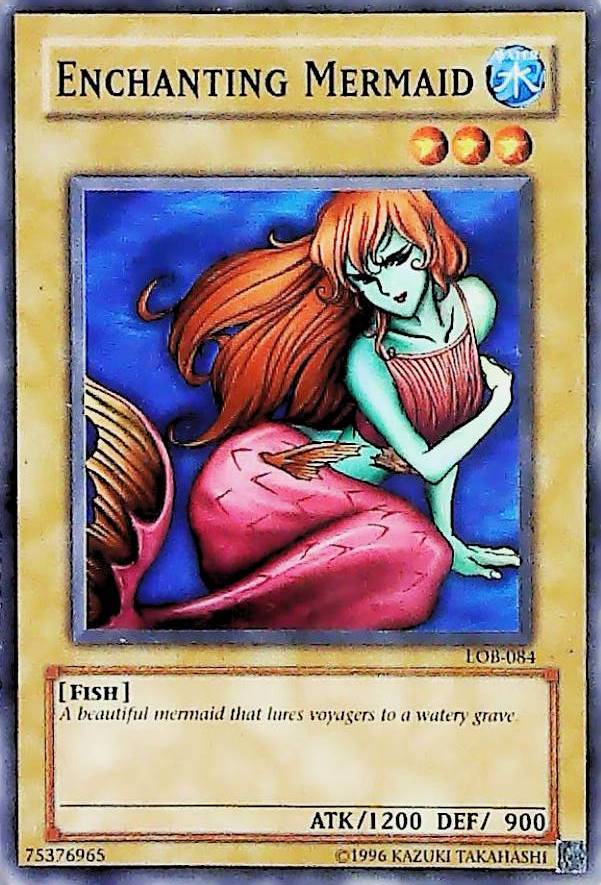 ENCHANTING MERMAID
WATER
水
LOB-084
[FISH]
A beautiful mermaid that lures voyagers to a watery grave.
ATK/1200 DEF/ 900
75376965
©1996 KAZUKI TAKAHASHI